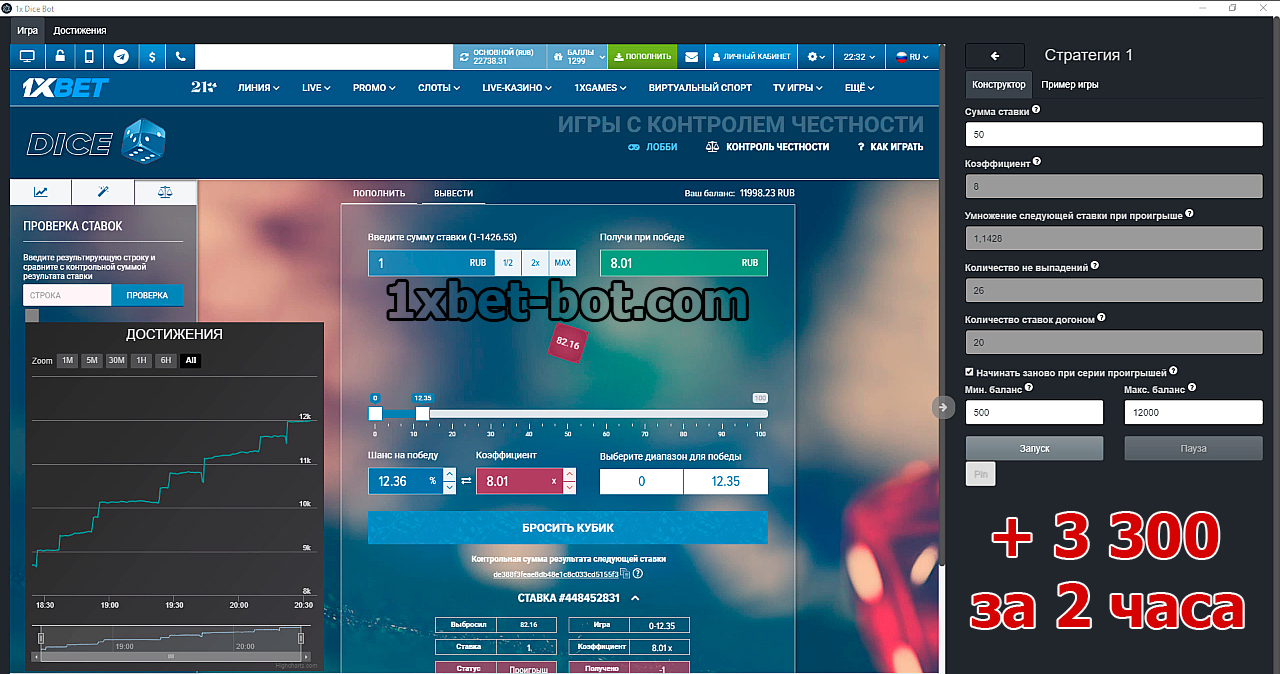 1x Dice Bot
Игра Достижения
ОСНОВНОЙ (RUB)
22738.31
БАЛЛЫ
1299
ПОПОЛНИТЬ
ЛИЧНЫЙ КАБИНЕТ
22:32
RU
1XBET
21
ЛИНИЯ LIVE PROMO СЛОТЫ LIVE-КАЗИНО 1XGAMES ВИРТУАЛЬНЫЙ СПОРТ TV ИГРЫ ЕЩЁ
DICE
ИГРЫ С КОНТРОЛЕМ ЧЕСТНОСТИ
ЛОББИ КОНТРОЛЬ ЧЕСТНОСТИ ? КАК ИГРАТЬ
ПРОВЕРКА СТАВОК
Введите результирующую строку и
сравните с контрольной суммой
результата ставки
СТРОКА ПРОВЕРКА
ДОСТИЖЕНИЯ
Zoom 1M 5M 30M 1H 6H All
12k
11k
10k
9k
8k
18:30 19:00 19:30 20:00 20:30
19:00 20:00
Highcharts.com
ПОПОЛНИТЬ ВЫВЕСТИ Ваш баланс: 11998.23 RUB
Введите сумму ставки (1-1426.53) Получи при победе
1 RUB 1/2 2x MAX 8.01 RUB
1xbet-bot.com
82.16
0 12.35 100
0 10 20 30 40 50 60 70 80 90 100
Шанс на победу Коэффициент Выберите диапазон для победы
12.36 % 8.01 x 0 12.35
БРОСИТЬ КУБИК
Контрольная сумма результата следующей ставки
de388f3feae8db48e1c8c033cd5155f3
СТАВКА #448452831
Выбросил 82.16 Игра 0-12.35
Ставка 1 Коэффициент 8.01 x
Статус Проигрыш Получено -1
Стратегия 1
Конструктор Пример игры
Сумма ставки ?
50
Коэффициент ?
8
Умножение следующей ставки при проигрыше ?
1,1428
Количество не выпадений ?
26
Количество ставок догоном ?
20
Начинать заново при серии проигрышей ?
Мин. баланс ? Макс. баланс ?
500 12000
Запуск Пауза
Pin
+ 3 300
за 2 часа